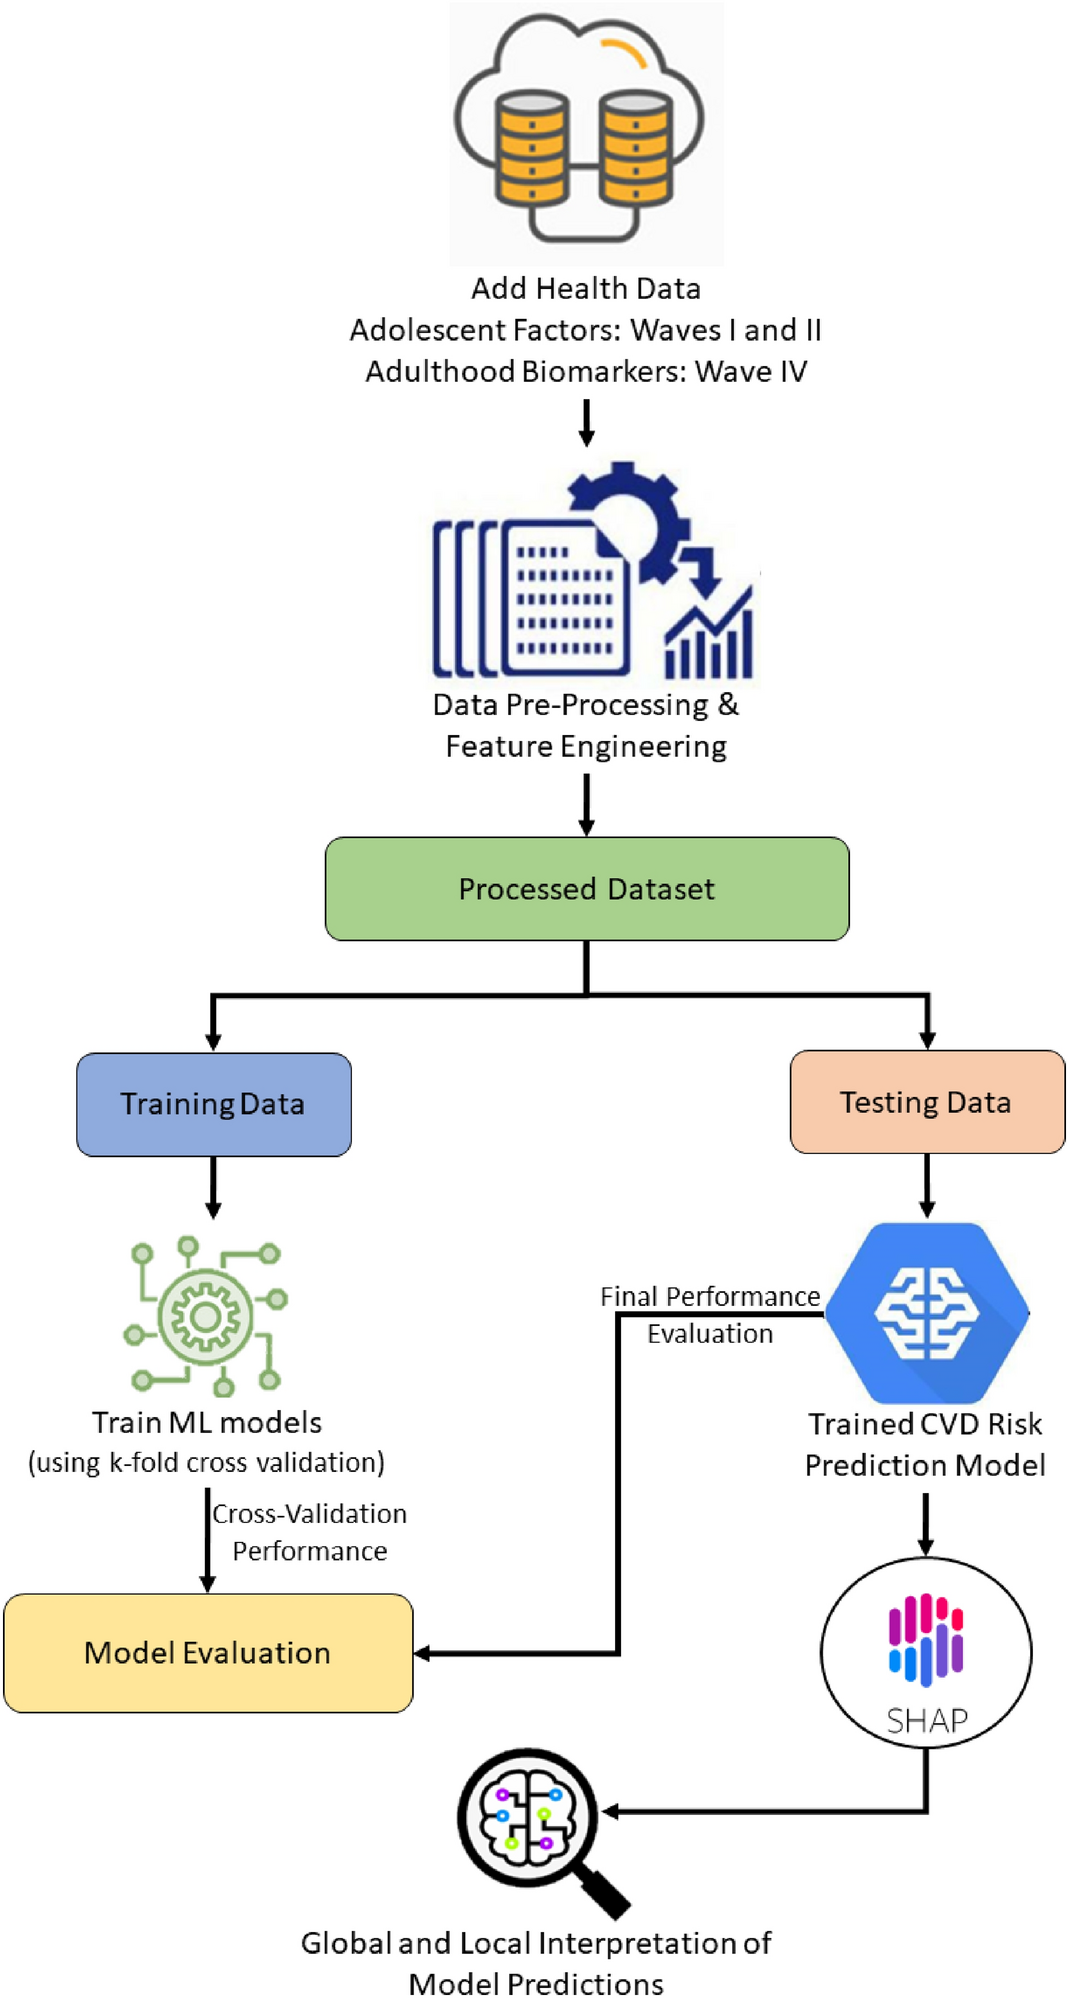 Add Health Data
Adolescent Factors: Waves I and II
Adulthood Biomarkers: Wave IV
Data Pre-Processing &
Feature Engineering
Processed Dataset
Training Data
Testing Data
Final Performance
Evaluation
Train ML models
(using k-fold cross validation)
Trained CVD Risk
Prediction Model
Cross-Validation
Performance
Model Evaluation
SHAP
Global and Local Interpretation of
Model Predictions